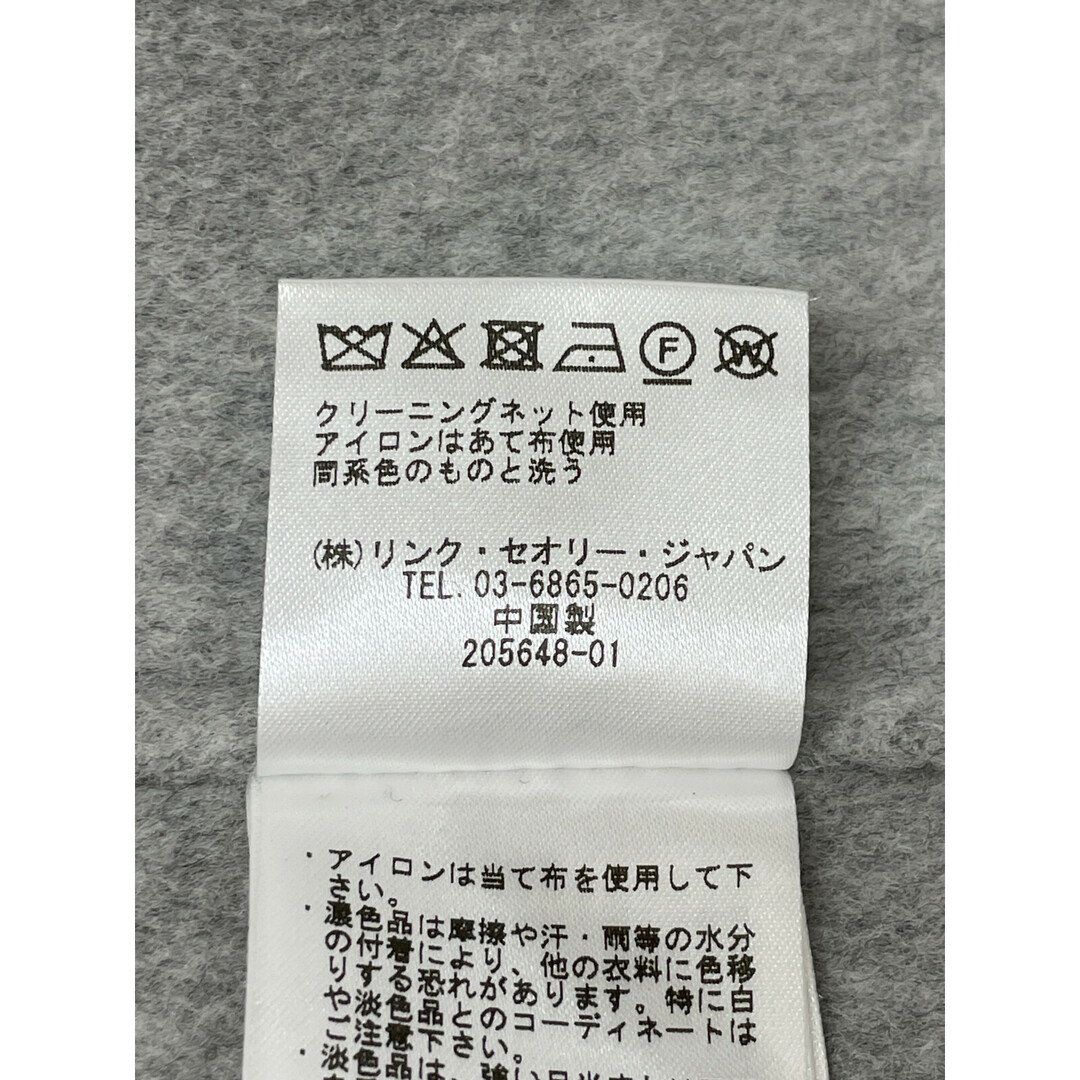 F W
クリーニングネット使用
アイロンはあて布使用
同系色のものと洗う
(株)リンク・セオリー・ジャパン
TEL. 03-6865-0206
中国製
205648-01
・アイロンは当て布を使用して下
さい。
・濃色品は摩擦や汗・雨等の水分
の付着により、他の衣料に色移
りする恐れがあります。特に白
や淡色品とのコーディネートは
ご注意下さい。
・淡色品は、強い日